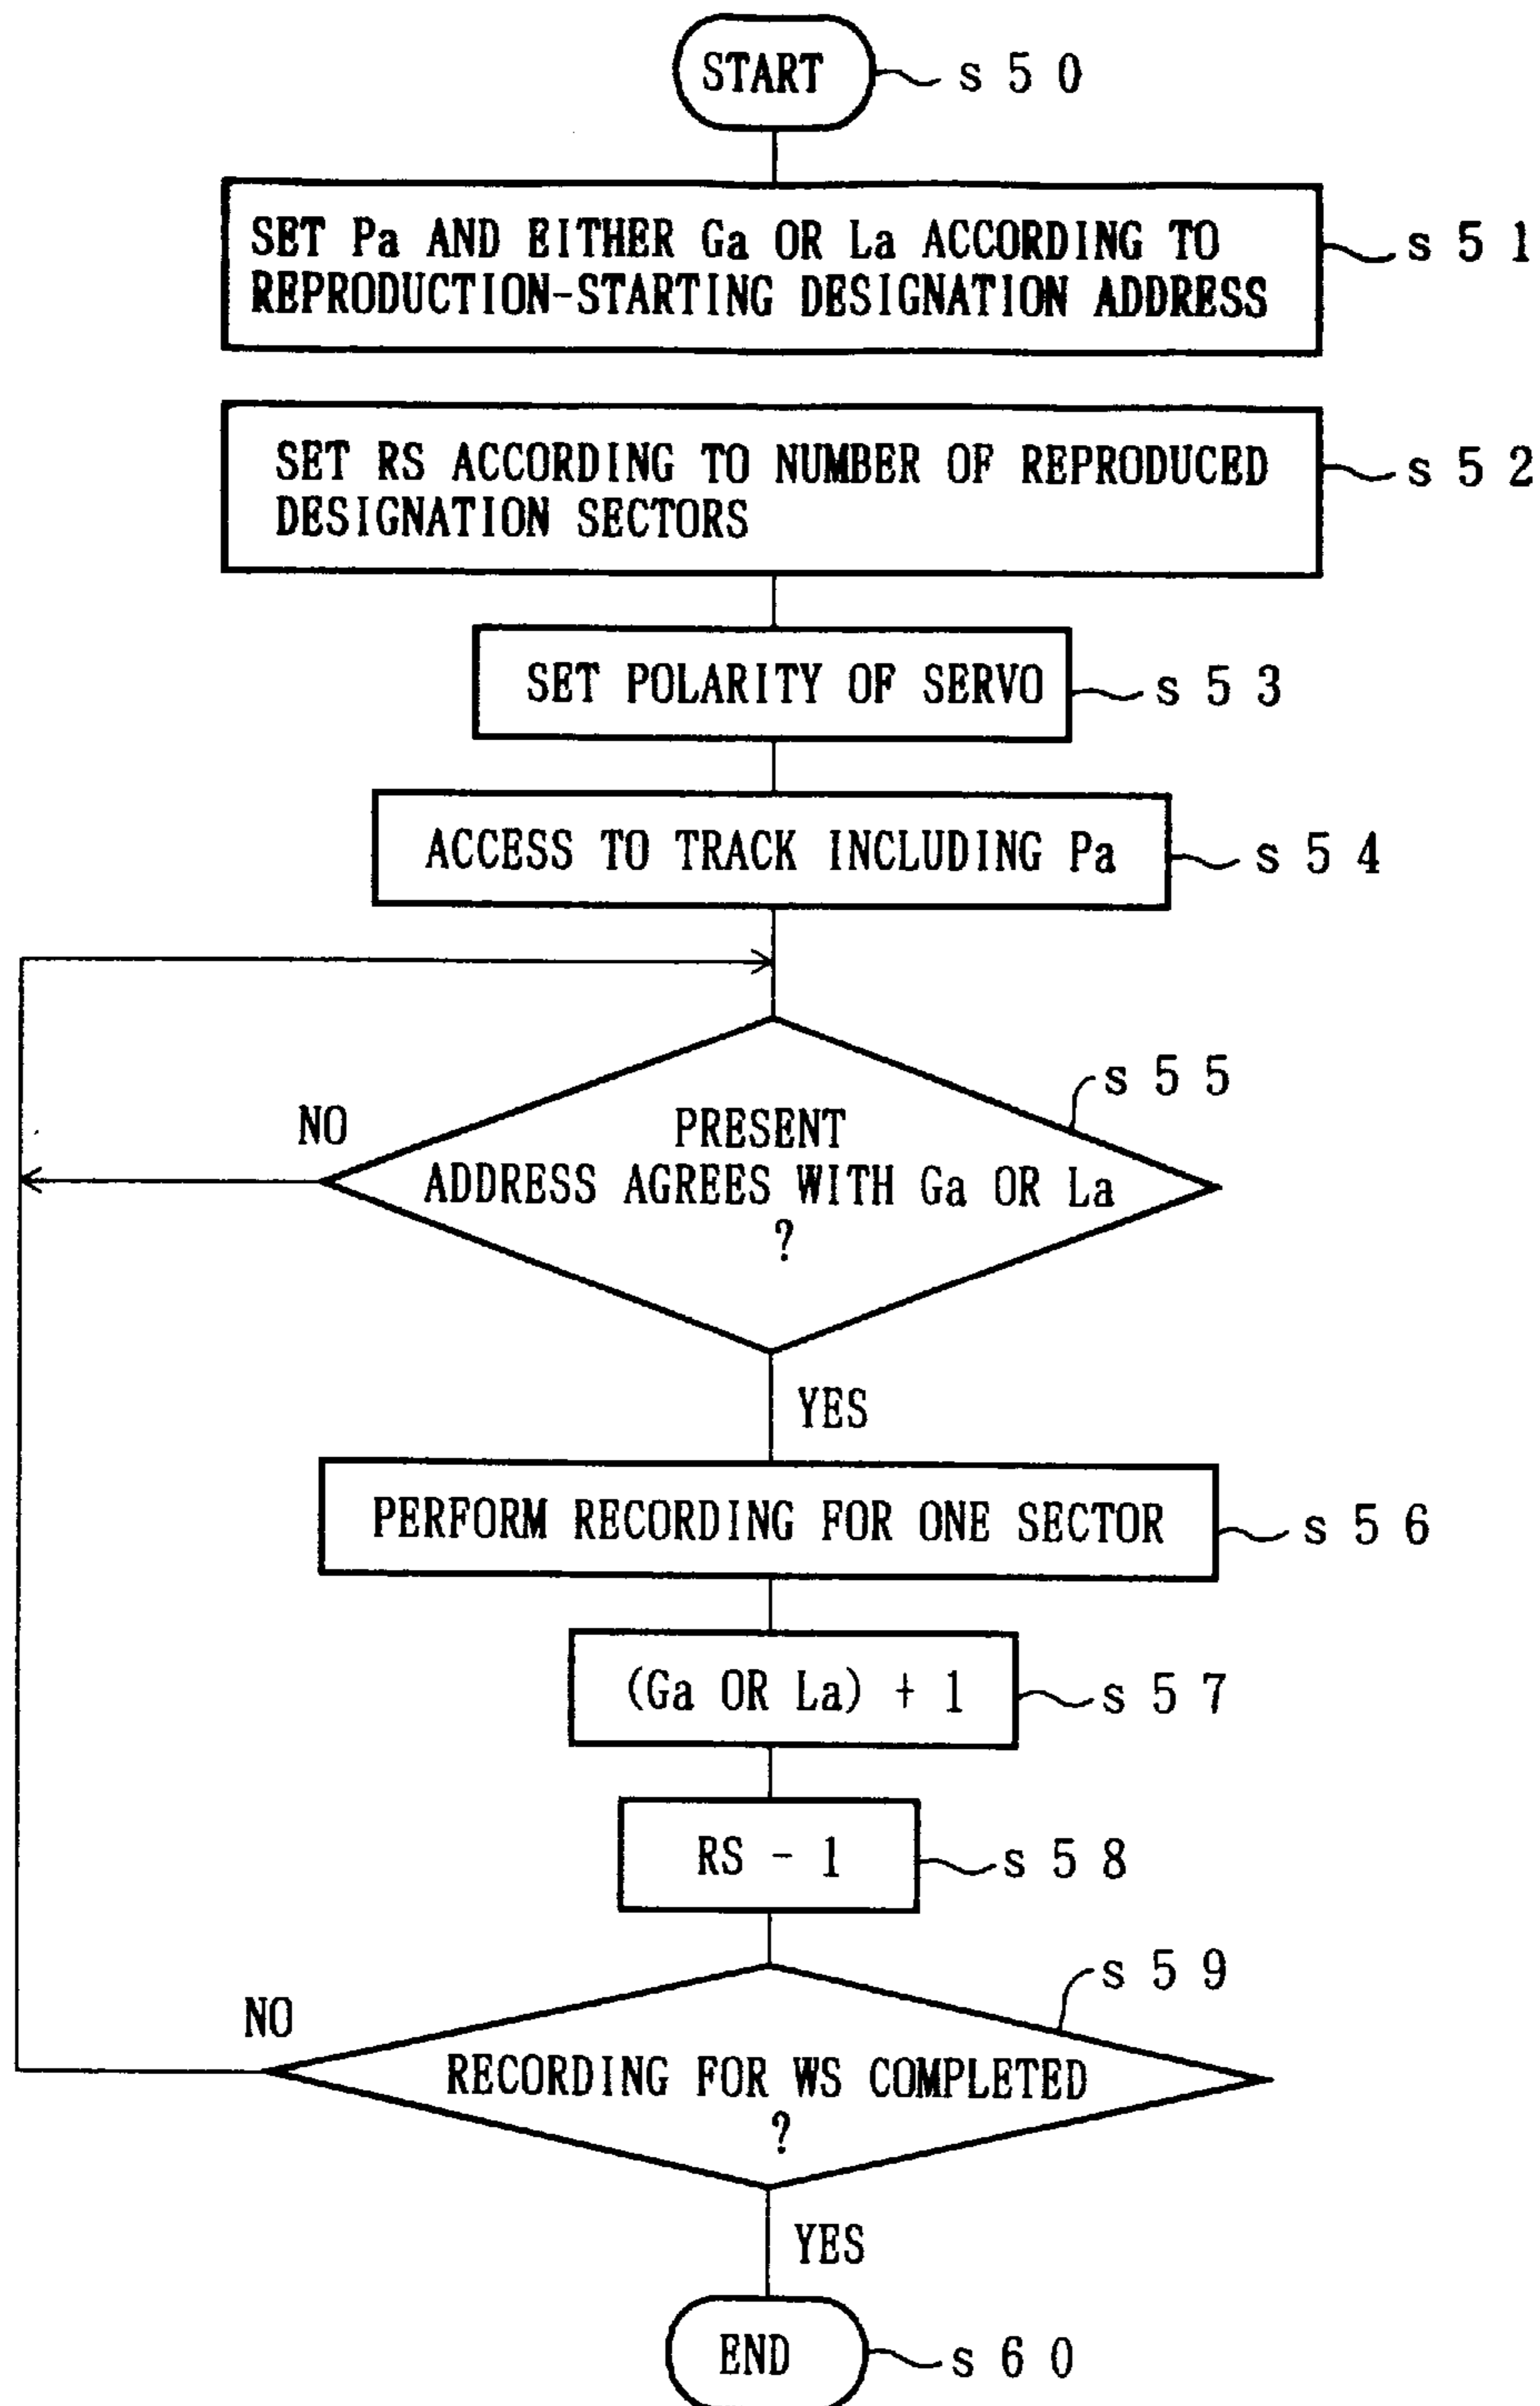 START
s 5 0
SET Pa AND EITHER Ga OR La ACCORDING TO
REPRODUCTION-STARTING DESIGNATION ADDRESS
s 5 1
SET RS ACCORDING TO NUMBER OF REPRODUCED
DESIGNATION SECTORS
s 5 2
SET POLARITY OF SERVO
s 5 3
ACCESS TO TRACK INCLUDING Pa
s 5 4
s 5 5
NO
PRESENT
ADDRESS AGREES WITH Ga OR La
?
YES
PERFORM RECORDING FOR ONE SECTOR
s 5 6
(Ga OR La) + 1
s 5 7
RS - 1
s 5 8
s 5 9
NO
RECORDING FOR WS COMPLETED
?
YES
END
s 6 0